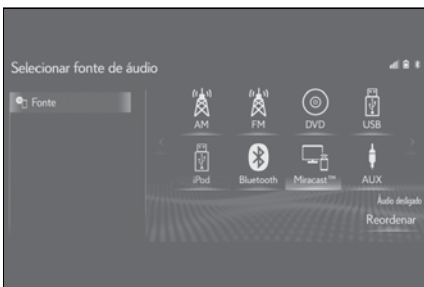 Selecionar fonte de áudio
Fonte
AM FM DVD USB
iPod Bluetooth Miracast™ AUX
Áudio desligado
Reordenar